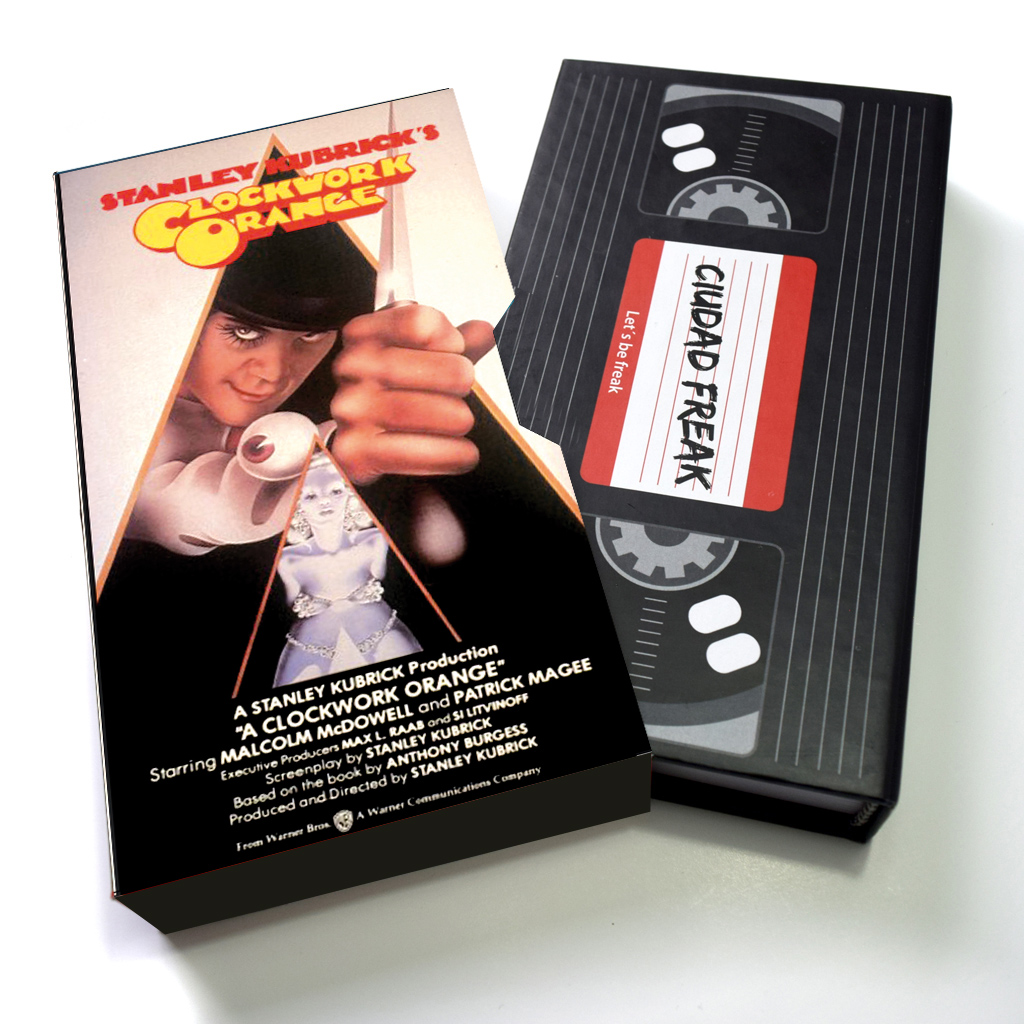 STANLEY KUBRICK'S
CLOCKWORK
ORANGE
A STANLEY KUBRICK Production
"A CLOCKWORK ORANGE"
Starring MALCOLM McDOWELL and PATRICK MAGEE
Executive Producers MAX L. RAAB and SI LITVINOFF
Screenplay by STANLEY KUBRICK
Based on the book by ANTHONY BURGESS
Produced and Directed by STANLEY KUBRICK
From Warner Bros. A Warner Communications Company
CIUDAD FREAK
Let's be freak